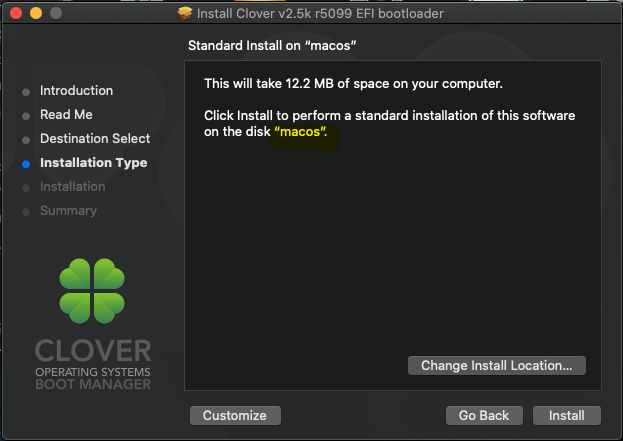 Install Clover v2.5k r5099 EFI bootloader
Standard Install on “macos”
Introduction
Read Me
Destination Select
Installation Type
Installation
Summary
This will take 12.2 MB of space on your computer.
Click Install to perform a standard installation of this software
on the disk “macos”.
CLOVER
OPERATING SYSTEMS
BOOT MANAGER
Change Install Location...
Customize
Go Back
Install